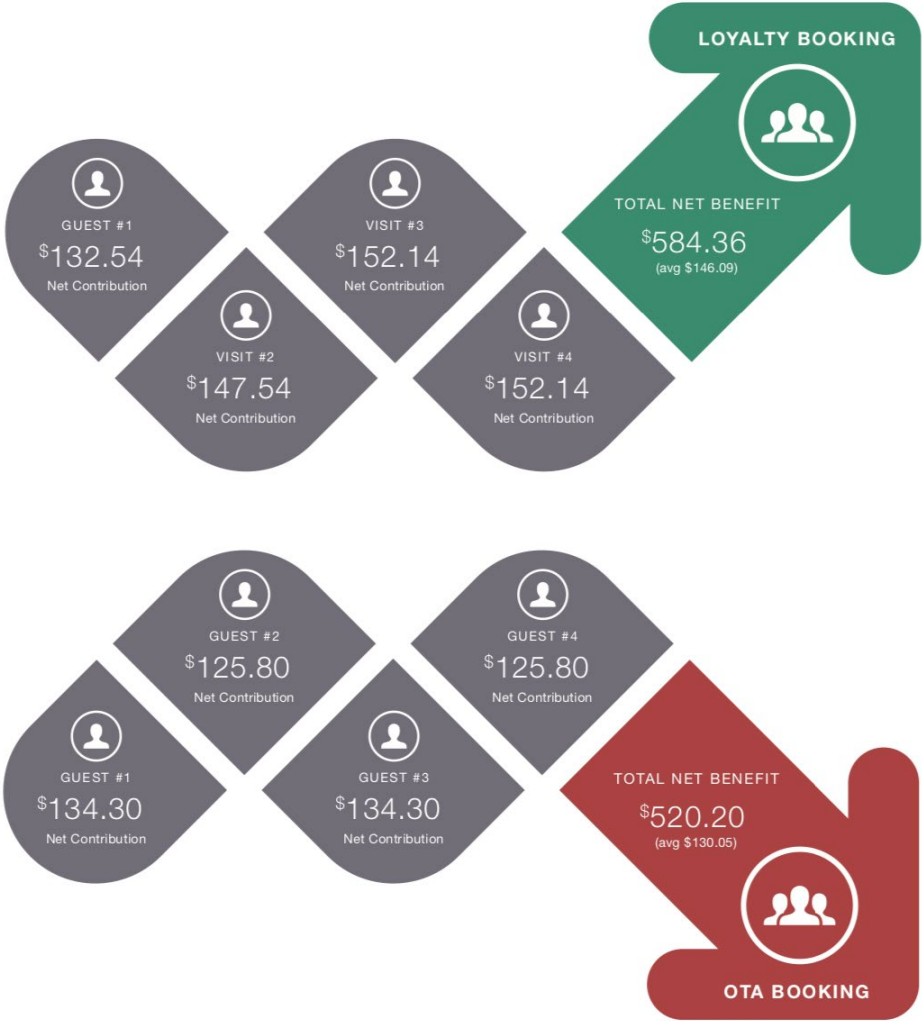 LOYALTY BOOKING
GUEST #1
$132.54
Net Contribution
VISIT #2
$147.54
Net Contribution
VISIT #3
$152.14
Net Contribution
VISIT #4
$152.14
Net Contribution
TOTAL NET BENEFIT
$584.36
(avg $146.09)
GUEST #1
$134.30
Net Contribution
GUEST #2
$125.80
Net Contribution
GUEST #3
$134.30
Net Contribution
GUEST #4
$125.80
Net Contribution
TOTAL NET BENEFIT
$520.20
(avg $130.05)
OTA BOOKING